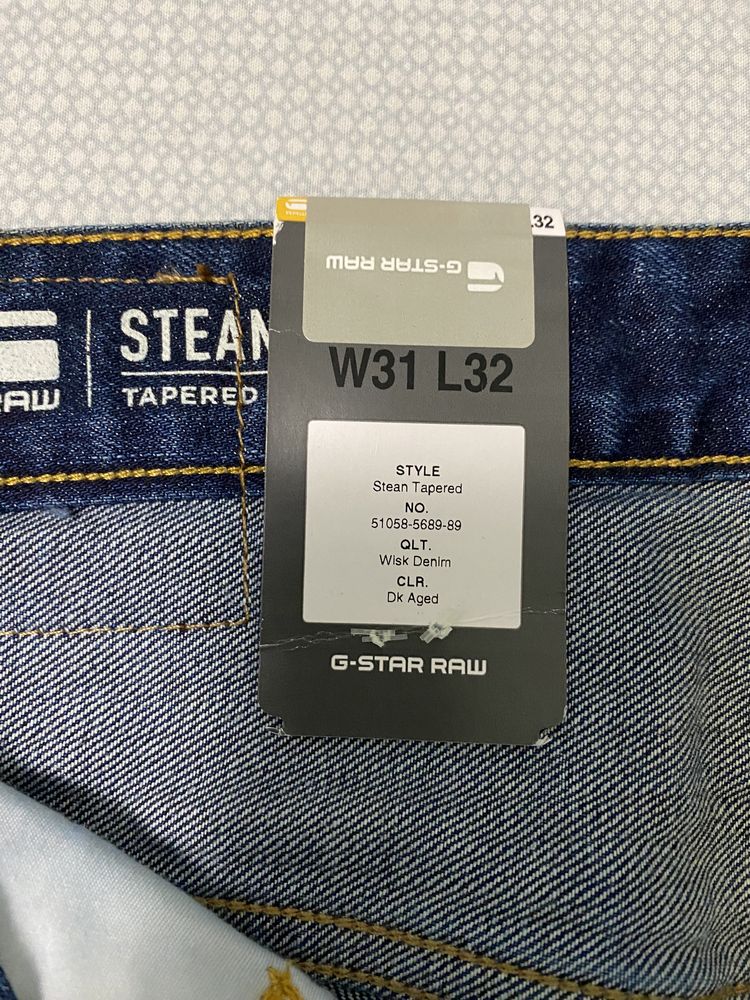 .32
G-STAR RAW
W31 L32
STEAN
TAPERED
RAW
STYLE
Stean Tapered
NO.
51058-5689-89
QLT.
Wisk Denim
CLR.
Dk Aged
G-STAR RAW